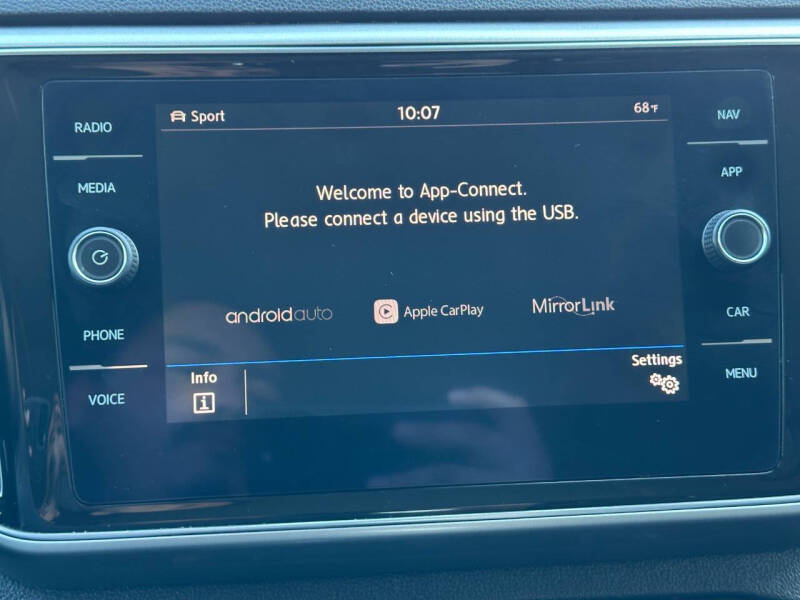 RADIO
MEDIA
PHONE
VOICE
Sport 10:07 68°F
Welcome to App-Connect.
Please connect a device using the USB.
androidauto Apple CarPlay MirrorLink
Info Settings
i
NAV
APP
CAR
MENU